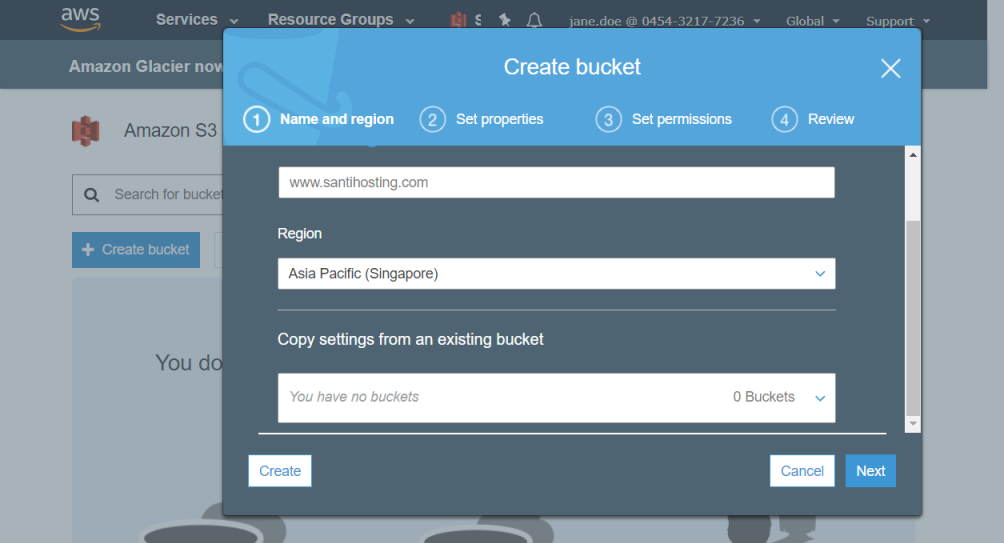 aws
Services Resource Groups S jane.doe @ 0454-3217-7236 Global Support
Amazon Glacier now
Create bucket
1 Name and region 2 Set properties 3 Set permissions 4 Review
Amazon S3
www.santihosting.com
Search for bucket
Region
Create bucket
Asia Pacific (Singapore)
Copy settings from an existing bucket
You do
You have no buckets 0 Buckets
Create Cancel Next